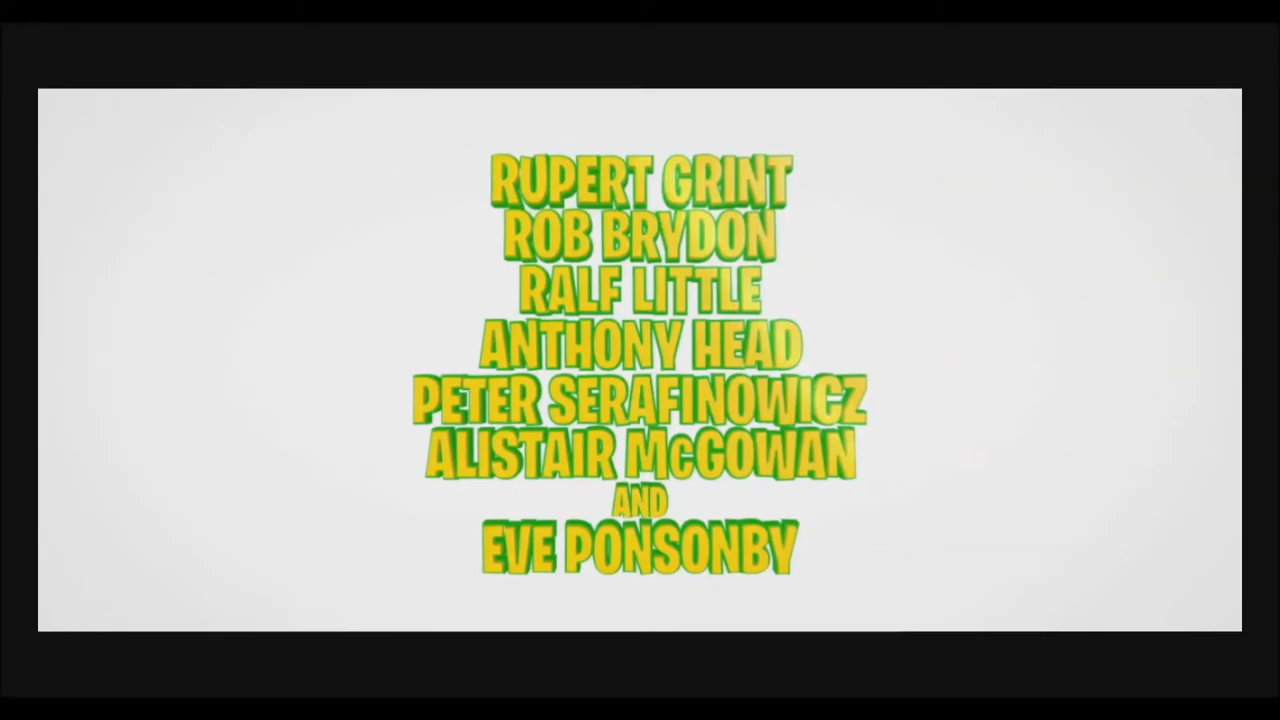 RUPERT GRINT
ROB BRYDON
RALF LITTLE
ANTHONY HEAD
PETER SERAFINOWICZ
ALISTAIR McGOWAN
AND
EVE PONSONBY